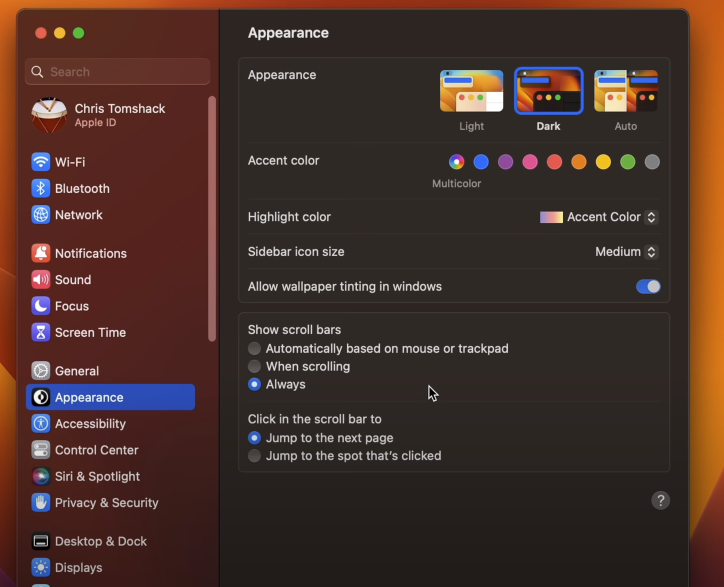 Appearance
Search
Chris Tomshack
Apple ID
Wi-Fi
Bluetooth
Network
Notifications
Sound
Focus
Screen Time
General
Appearance
Accessibility
Control Center
Siri & Spotlight
Privacy & Security
Desktop & Dock
Displays
Appearance
Light
Dark
Auto
Accent color
Multicolor
Highlight color
Accent Color
Sidebar icon size
Medium
Allow wallpaper tinting in windows
Show scroll bars
Automatically based on mouse or trackpad
When scrolling
Always
Click in the scroll bar to
Jump to the next page
Jump to the spot that's clicked
?